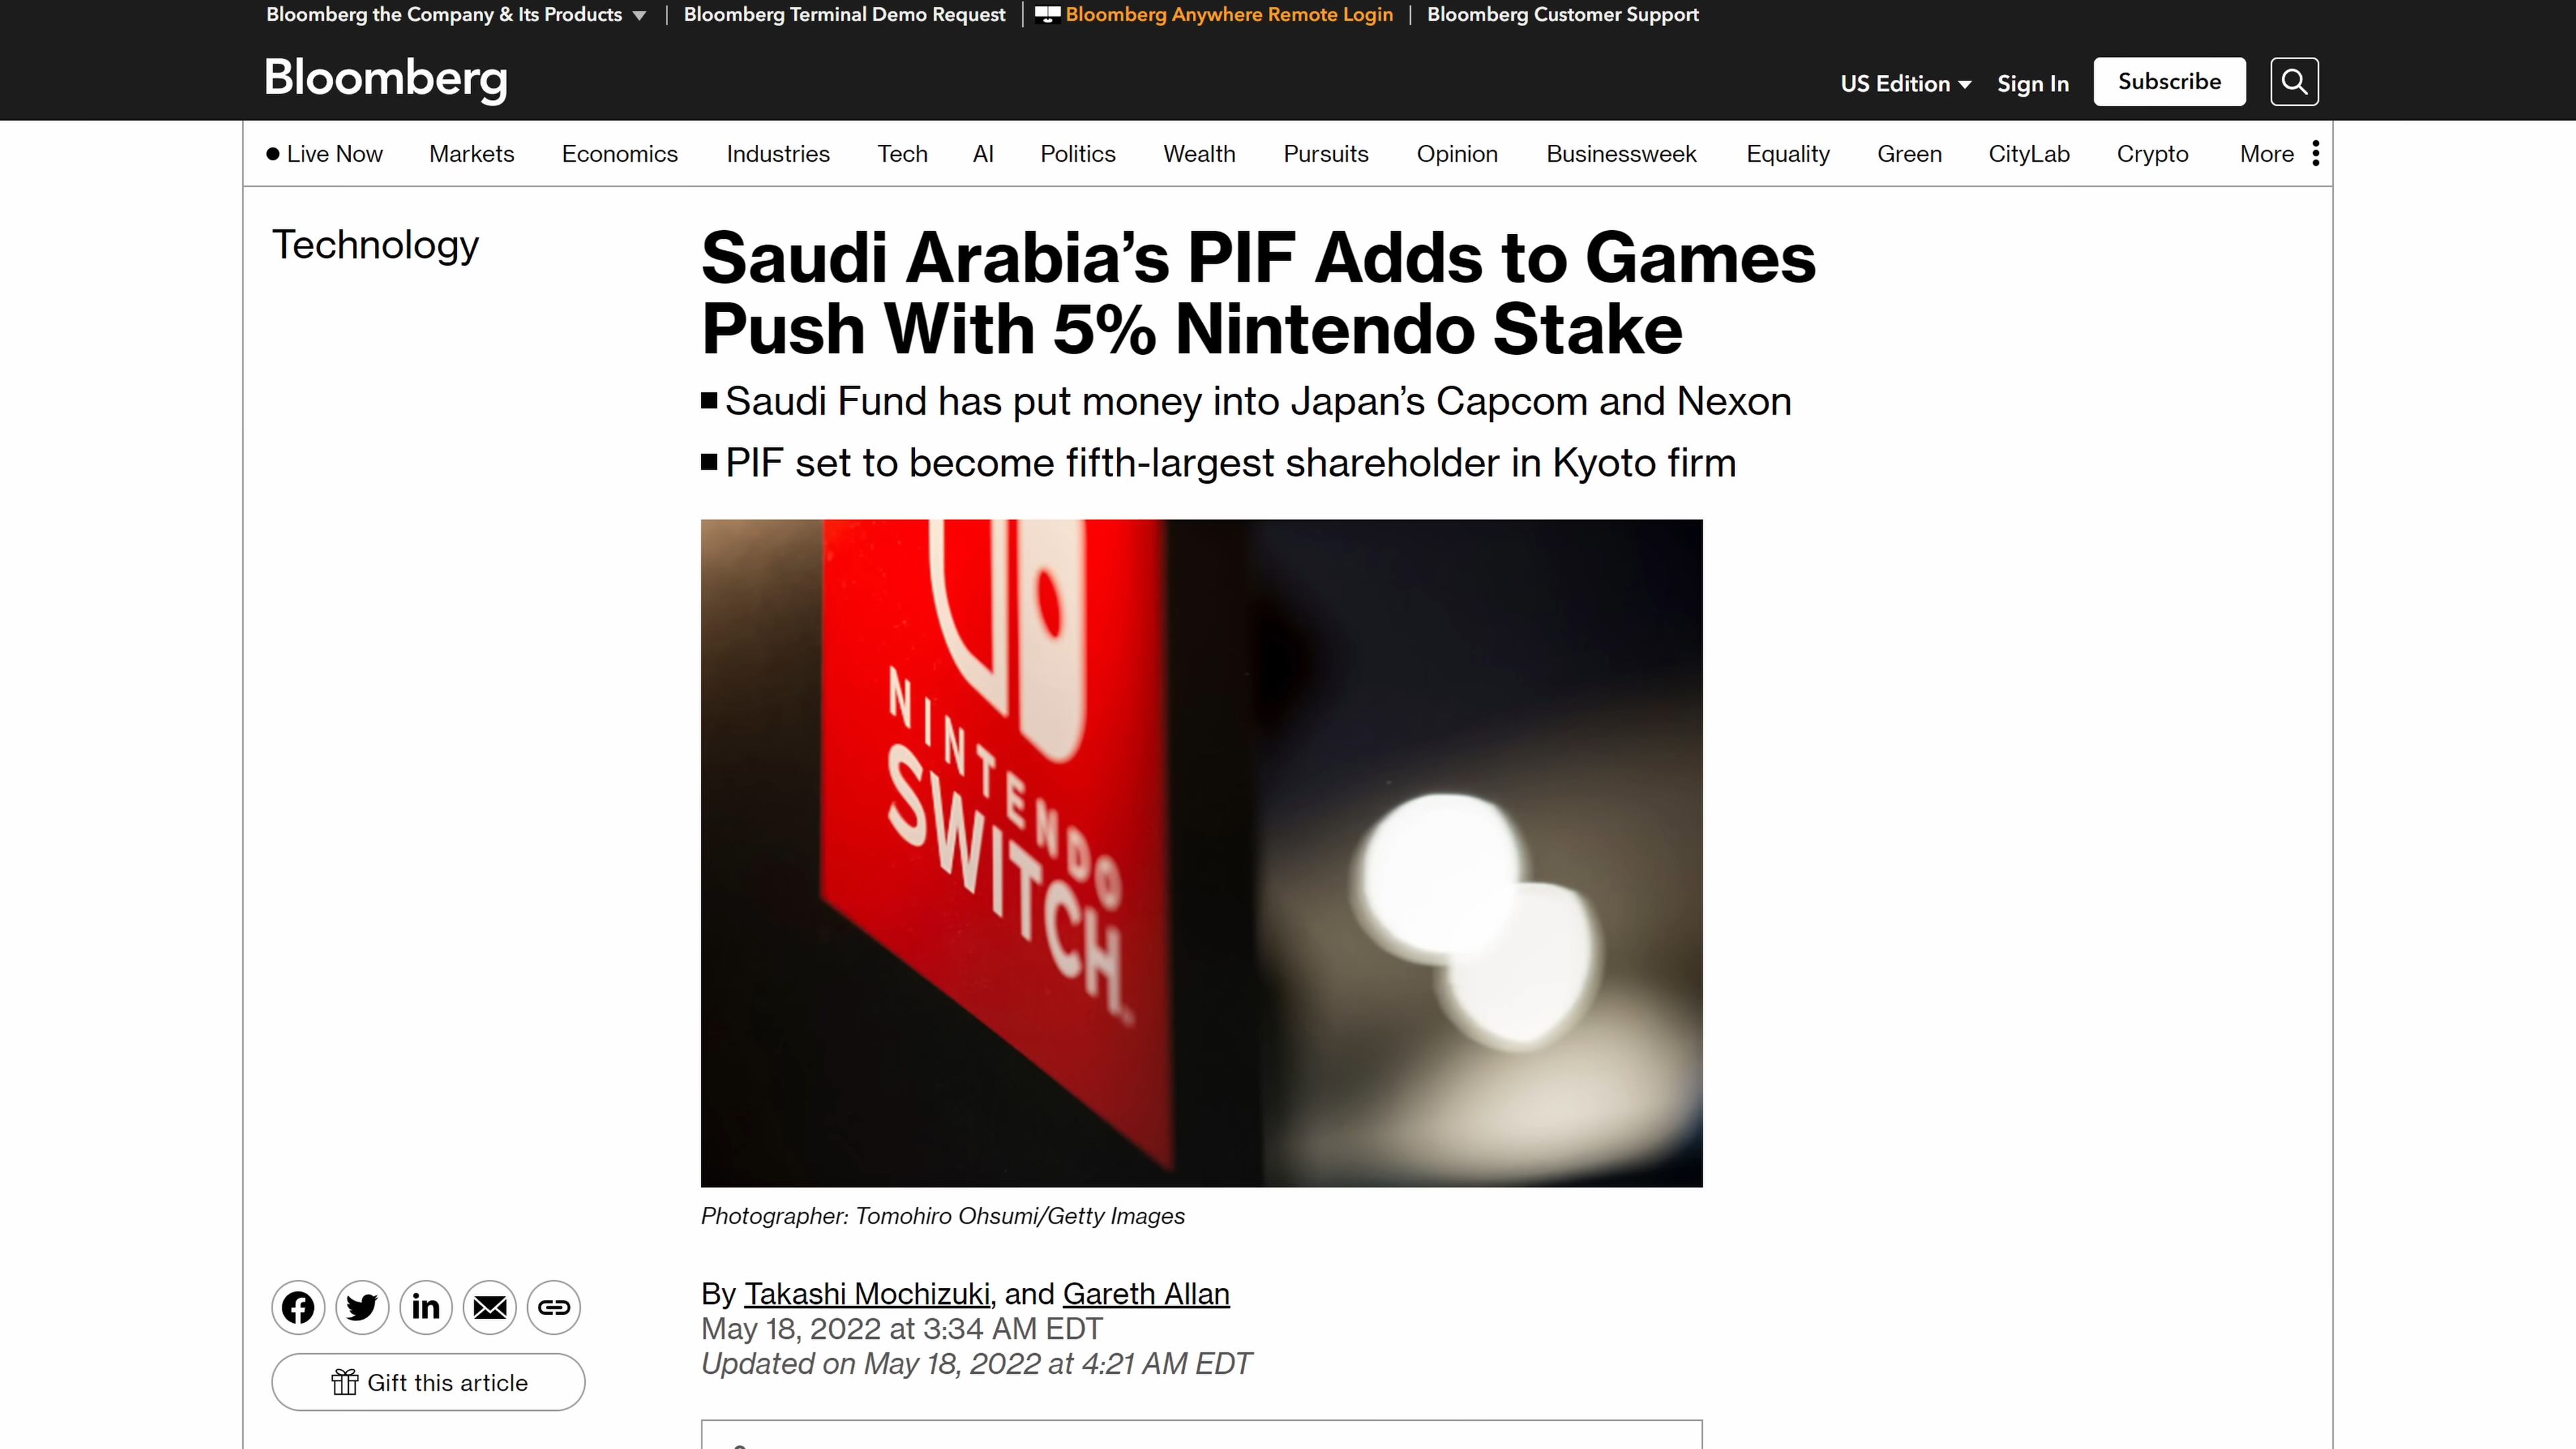 Bloomberg the Company & Its Products
Bloomberg Terminal Demo Request
Bloomberg Anywhere Remote Login
Bloomberg Customer Support
Bloomberg
US Edition
Sign In
Subscribe
Live Now
Markets
Economics
Industries
Tech
AI
Politics
Wealth
Pursuits
Opinion
Businessweek
Equality
Green
CityLab
Crypto
More
Technology
Saudi Arabia’s PIF Adds to Games
Push With 5% Nintendo Stake
Saudi Fund has put money into Japan’s Capcom and Nexon
PIF set to become fifth-largest shareholder in Kyoto firm
NINTENDO
SWITCH
Photographer: Tomohiro Ohsumi/Getty Images
By Takashi Mochizuki, and Gareth Allan
May 18, 2022 at 3:34 AM EDT
Updated on May 18, 2022 at 4:21 AM EDT
Gift this article